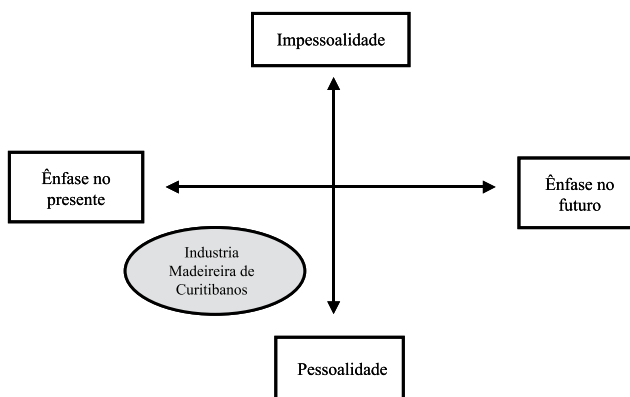 Impessoalidade
Ênfase no
presente
Ênfase no
futuro
Industria
Madeireira de
Curitibanos
Pessoalidade